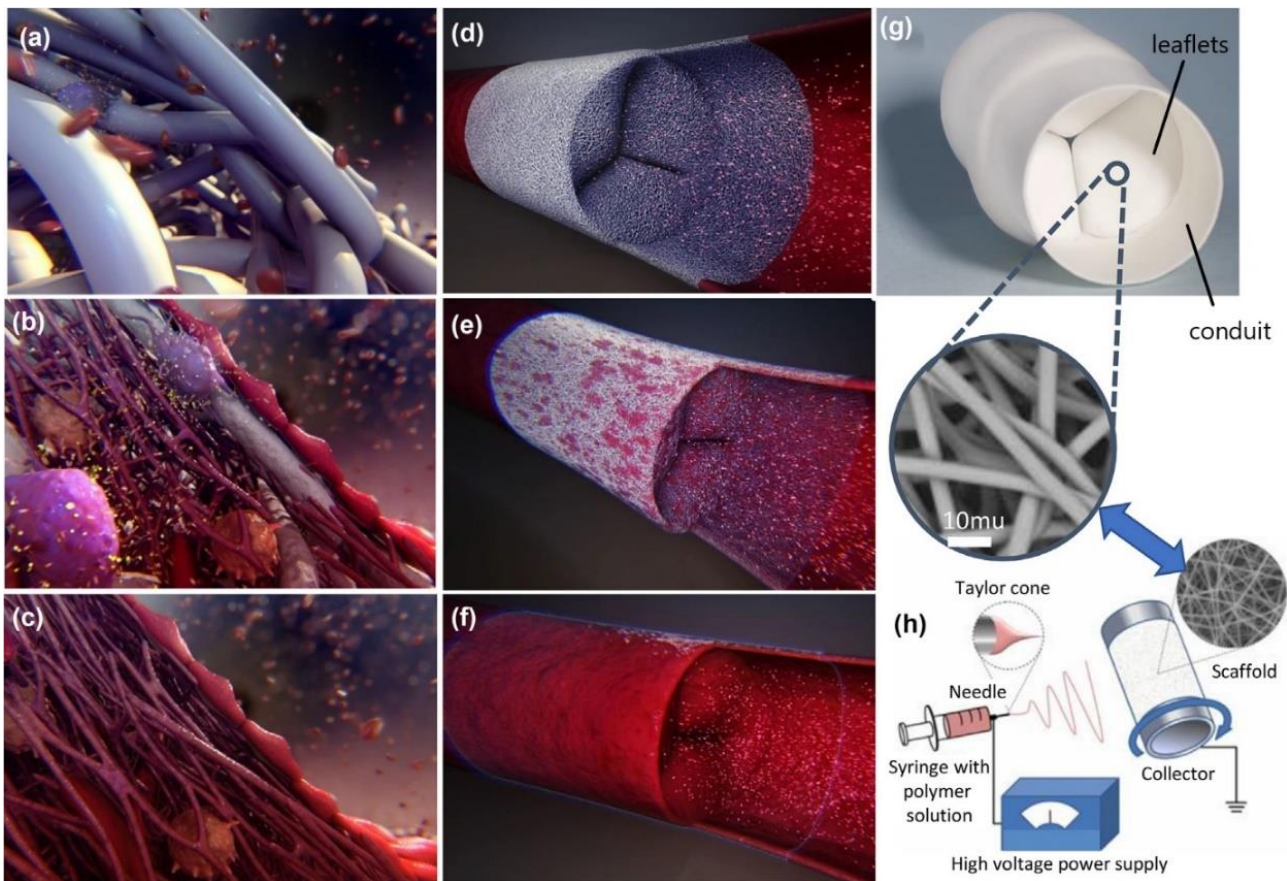 (a)
(b)
(c)
(d)
(e)
(f)
(g)
leaflets
conduit
10mu
(h)
Taylor cone
Needle
Syringe with
polymer
solution
High voltage power supply
Scaffold
Collector